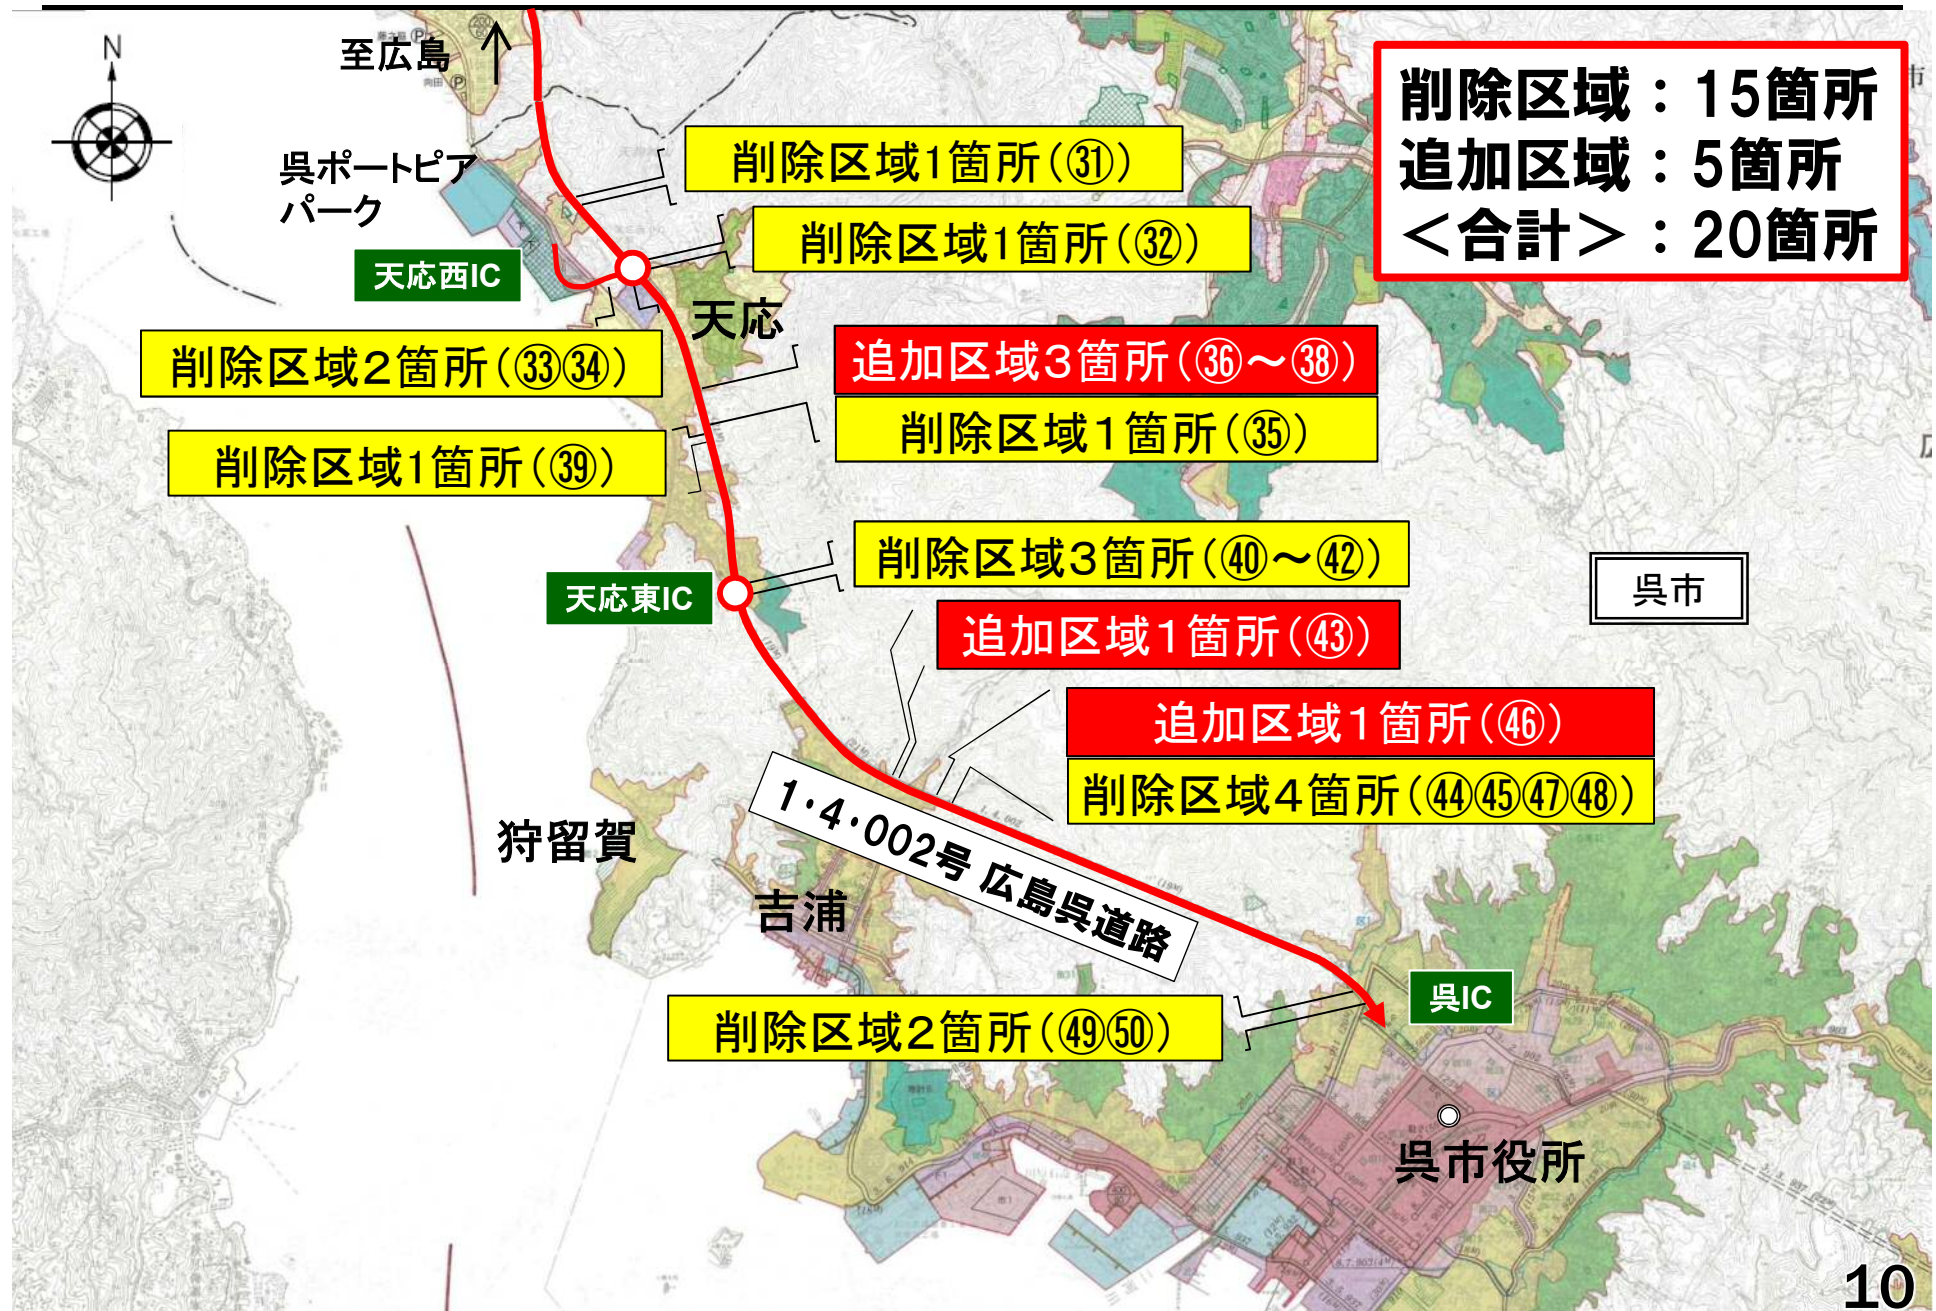 N
至広島
呉ポートピア
パーク
削除区域：15箇所
追加区域：5箇所
＜合計＞：20箇所
削除区域1箇所(㉛)
削除区域1箇所(㉜)
天応西IC
天応
削除区域2箇所(㉝㉞)
追加区域3箇所(㊱～㊳)
削除区域1箇所(㉟)
削除区域1箇所(㊴)
削除区域3箇所(㊵～㊷)
天応東IC
呉市
追加区域1箇所(㊸)
追加区域1箇所(㊻)
削除区域4箇所(㊹㊺㊼㊽)
1・4・002号 広島呉道路
狩留賀
吉浦
呉IC
削除区域2箇所(㊾㊿)
呉市役所
10